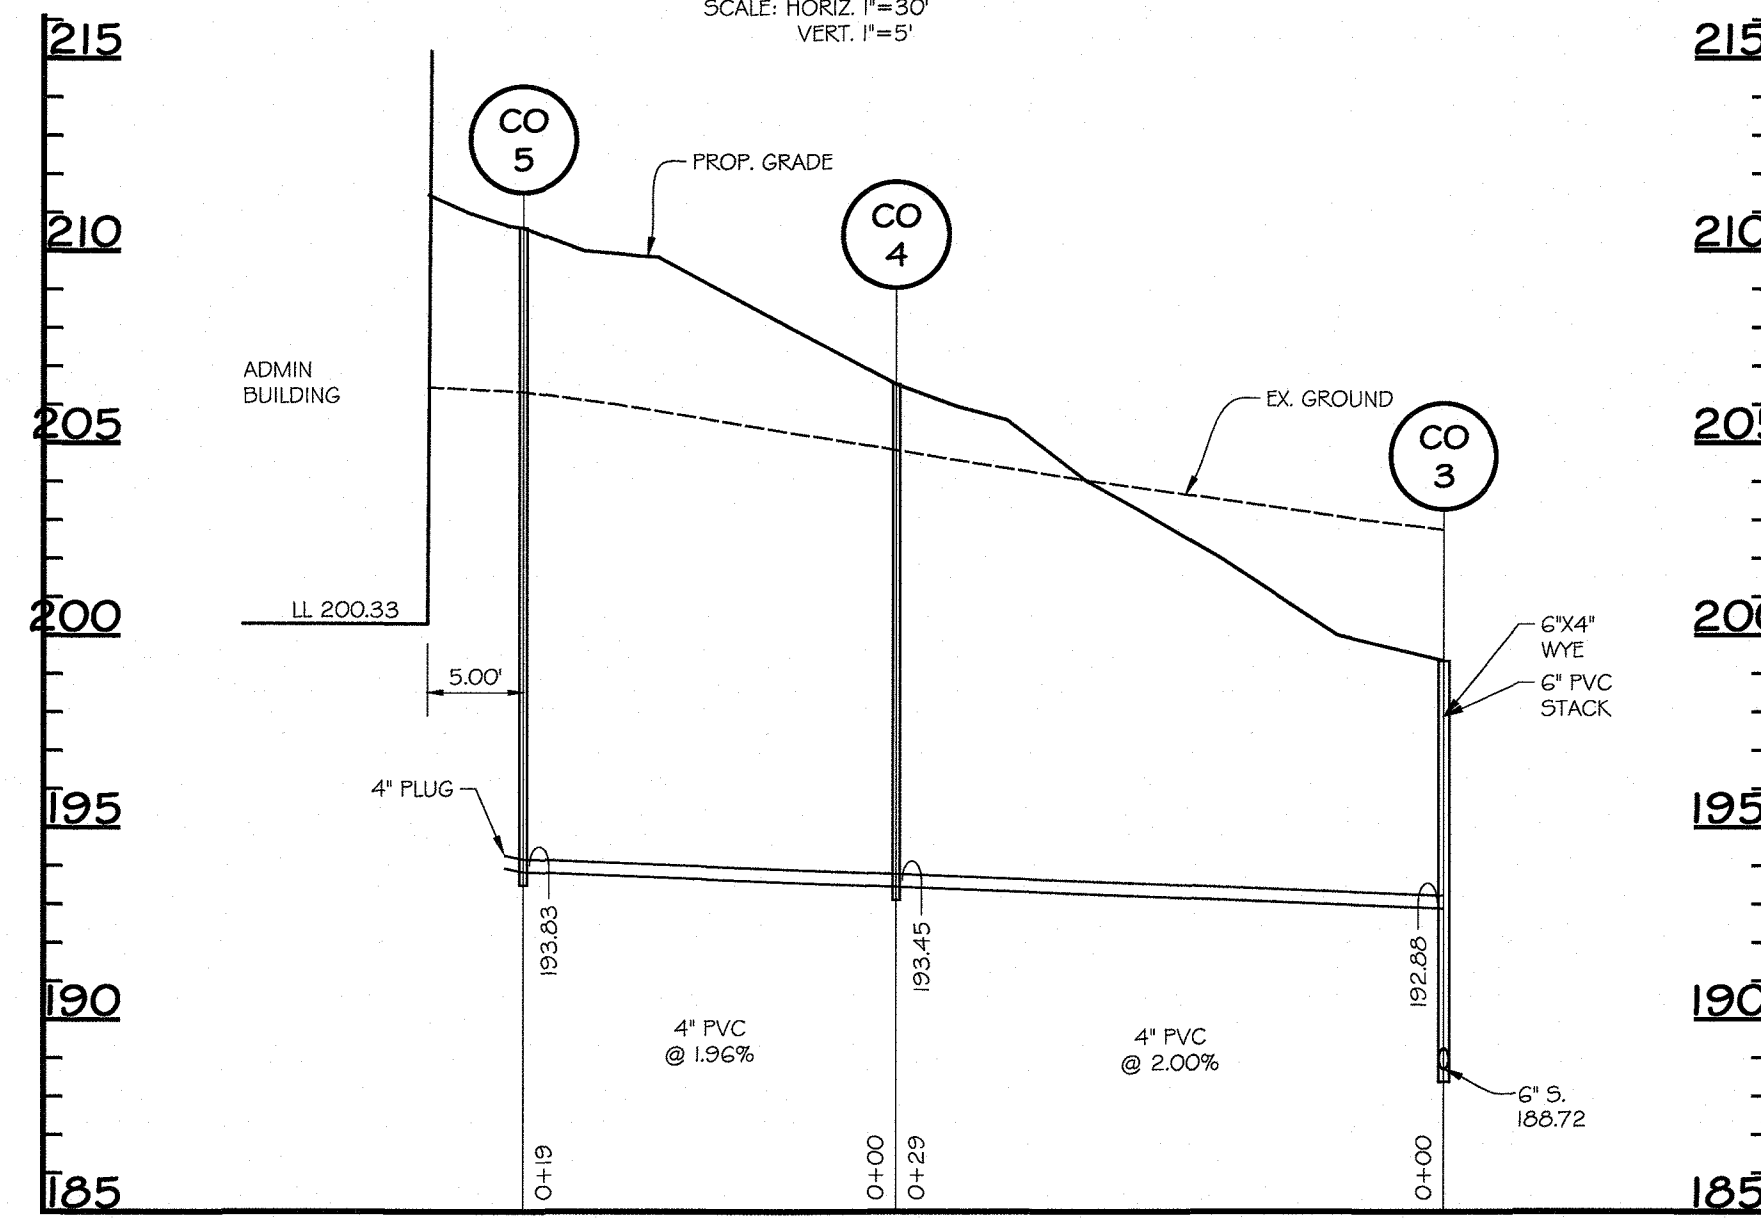 SCALE: HORIZ. 1"=30'
VERT. 1"=5'
215
215
CO
5
PROP. GRADE
CO
4
210
210
ADMIN
BUILDING
EX. GROUND
205
205
CO
3
200
LL 200.33
200
6"X4"
WYE
5.00'
6" PVC
STACK
4" PLUG
195
195
193.83
193.45
192.88
190
190
4" PVC
@ 1.96%
4" PVC
@ 2.00%
6" S.
188.72
0+19
0+00
0+29
0+00
185
185